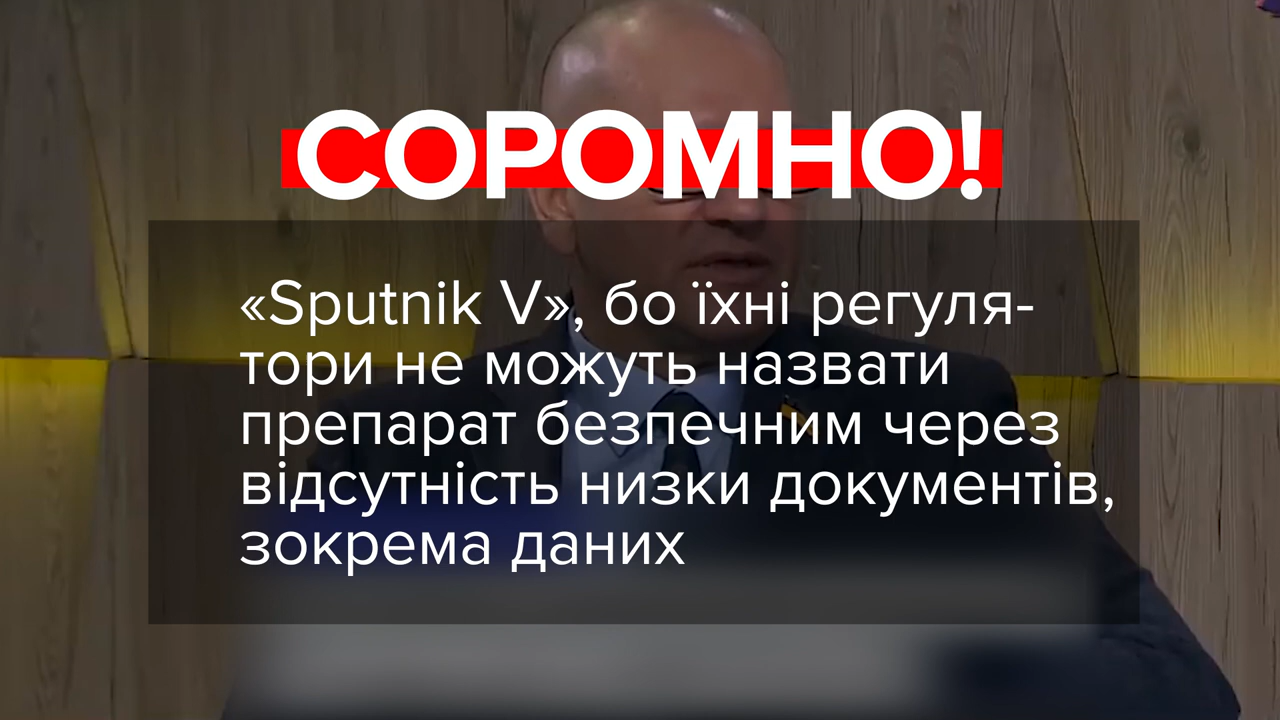 СОРОМНО!
«Sputnik V», бо їхні регуля-
тори не можуть назвати
препарат безпечним через
відсутність низки документів,
зокрема даних